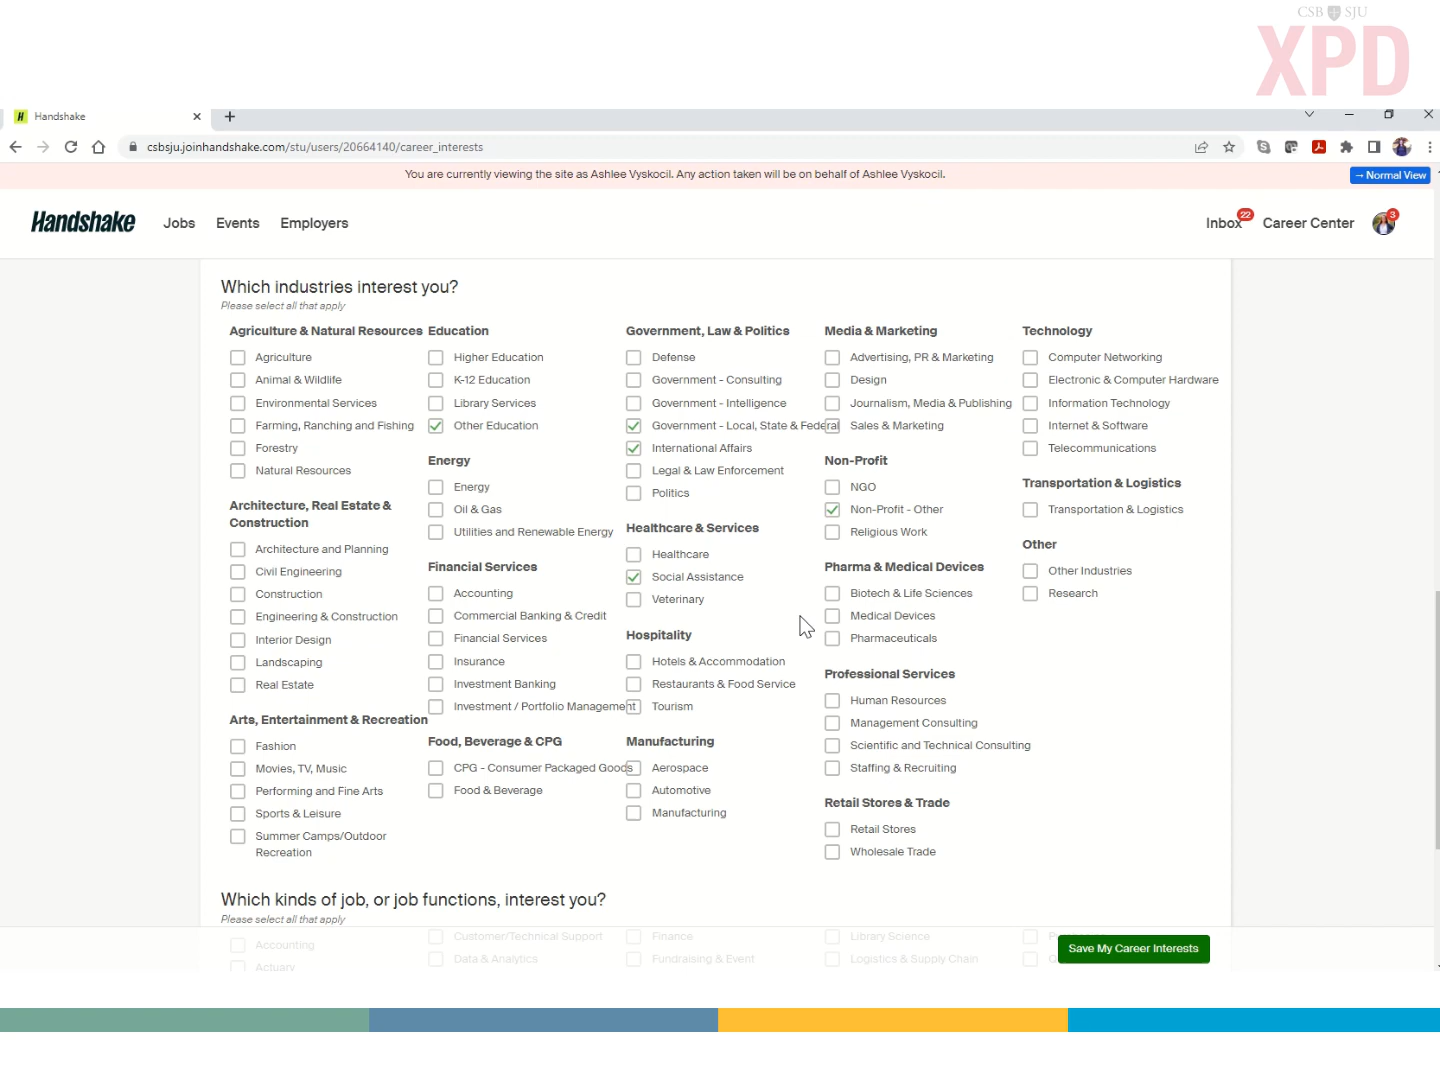 CSB SJU
XPD
Handshake
csbsju.joinhandshake.com/stu/users/20664140/career_interests
You are currently viewing the site as Ashlee Vyskocil. Any action taken will be on behalf of Ashlee Vyskocil.
→ Normal View
Handshake
Jobs
Events
Employers
Inbox
22
Career Center
3
Which industries interest you?
Please select all that apply
Agriculture & Natural Resources
Agriculture
Animal & Wildlife
Environmental Services
Farming, Ranching and Fishing
Forestry
Natural Resources
Architecture, Real Estate &
Construction
Architecture and Planning
Civil Engineering
Construction
Engineering & Construction
Interior Design
Landscaping
Real Estate
Arts, Entertainment & Recreation
Fashion
Movies, TV, Music
Performing and Fine Arts
Sports & Leisure
Summer Camps/Outdoor
Recreation
Education
Higher Education
K-12 Education
Library Services
Other Education
Energy
Energy
Oil & Gas
Utilities and Renewable Energy
Financial Services
Accounting
Commercial Banking & Credit
Financial Services
Insurance
Investment Banking
Investment / Portfolio Management
Food, Beverage & CPG
CPG - Consumer Packaged Goods
Food & Beverage
Government, Law & Politics
Defense
Government - Consulting
Government - Intelligence
Government - Local, State & Federal
International Affairs
Legal & Law Enforcement
Politics
Healthcare & Services
Healthcare
Social Assistance
Veterinary
Hospitality
Hotels & Accommodation
Restaurants & Food Service
Tourism
Manufacturing
Aerospace
Automotive
Manufacturing
Media & Marketing
Advertising, PR & Marketing
Design
Journalism, Media & Publishing
Sales & Marketing
Non-Profit
NGO
Non-Profit - Other
Religious Work
Pharma & Medical Devices
Biotech & Life Sciences
Medical Devices
Pharmaceuticals
Professional Services
Human Resources
Management Consulting
Scientific and Technical Consulting
Staffing & Recruiting
Retail Stores & Trade
Retail Stores
Wholesale Trade
Technology
Computer Networking
Electronic & Computer Hardware
Information Technology
Internet & Software
Telecommunications
Transportation & Logistics
Transportation & Logistics
Other
Other Industries
Research
Which kinds of job, or job functions, interest you?
Please select all that apply
Accounting
Actuary
Customer/Technical Support
Data & Analytics
Finance
Fundraising & Event
Library Science
Logistics & Supply Chain
Save My Career Interests